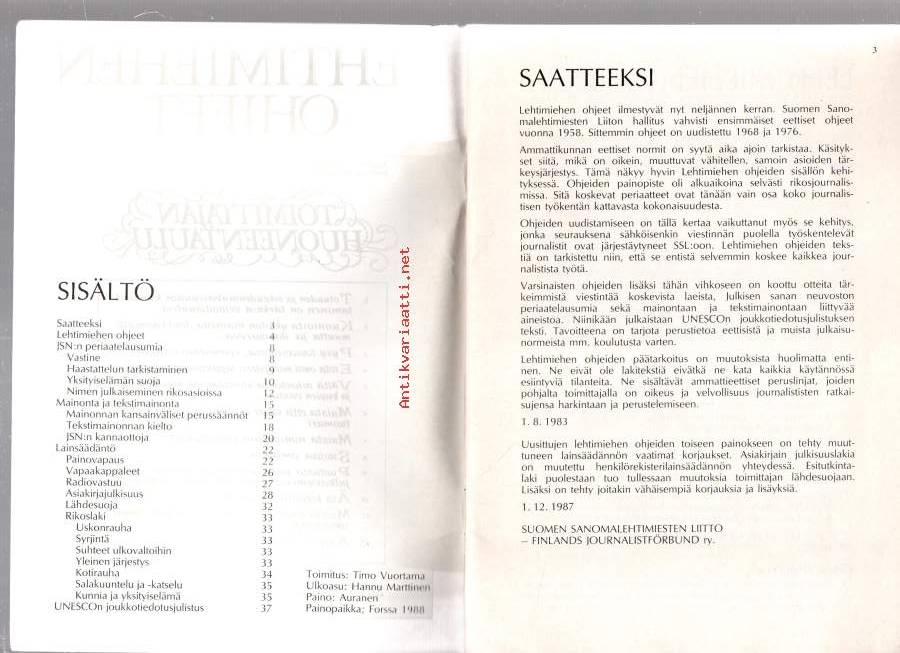 SISÄLTÖ
Saatteeksi 3
Lehtimiehen ohjeet 4
JSN:n periaatelausumia 8
Vastine 8
Haastattelun tarkistaminen 9
Yksityiselämän suoja 10
Nimen julkaiseminen rikosasioissa 12
Mainonta ja tekstimainonta 15
Mainonnan kansainväliset perussäännöt 15
Tekstimainonnan kielto 18
JSN:n kannaottoja 20
Lainsäädäntö 22
Painovapaus 22
Vapaakappaleet 26
Radiovastuu 27
Asiakirjajulkisuus 28
Lähdesuoja 32
Rikoslaki 33
Uskonrauha 33
Syrjintä 33
Suhteet ulkovaltoihin 33
Yleinen järjestys 33
Kotirauha 34
Salakuuntelu ja -katselu 35
Kunnia ja yksityiselämä 35
UNESCOn joukkotiedotusjulistus 37
Toimitus: Timo Vuortama
Ulkoasu: Hannu Marttinen
Paino: Auranen
Painopaikka; Forssa 1988
Antikvariaatti.net
3
SAATTEEKSI
Lehtimiehen ohjeet ilmestyvät nyt neljännen kerran. Suomen Sano-
malehtimiesten Liiton hallitus vahvisti ensimmäiset eettiset ohjeet
vuonna 1958. Sittemmin ohjeet on uudistettu 1968 ja 1976.
Ammattikunnan eettiset normit on syytä aika ajoin tarkistaa. Käsityk-
set siitä, mikä on oikein, muuttuvat vähitellen, samoin asioiden tär-
keysjärjestys. Tämä näkyy hyvin Lehtimiehen ohjeiden sisällön kehi-
tyksessä. Ohjeiden painopiste oli alkuaikoina selvästi rikosjournalis-
missa. Sitä koskevat periaatteet ovat tänään vain osa koko journalis-
tisen työkentän kattavasta kokonaisuudesta.
Ohjeiden uudistamiseen on tällä kertaa vaikuttanut myös se kehitys,
jonka seurauksena sähköisenkin viestinnän puolella työskentelevät
journalistit ovat järjestäytyneet SSL:oon. Lehtimiehen ohjeiden teks-
tiä on tarkistettu niin, että se entistä selvemmin koskee kaikkea jour-
nalistista työtä.
Varsinaisten ohjeiden lisäksi tähän vihkoseen on koottu otteita tär-
keimmistä viestintää koskevista laeista, Julkisen sanan neuvoston
periaatelausumia sekä mainontaan ja tekstimainontaan liittyvää
aineistoa. Niinikään julkaistaan UNESCOn joukkotiedotusjulistuksen
teksti. Tavoitteena on tarjota perustietoa eettisistä ja muista julkaisu-
normeista mm. koulutusta varten.
Lehtimiehen ohjeiden päätarkoitus on muutoksista huolimatta enti-
nen. Ne eivät ole lakitekstiä eivätkä ne kata kaikkia käytännössä
esiintyviä tilanteita. Ne sisältävät ammattieettiset peruslinjat, joiden
pohjalta toimittajalla on oikeus ja velvollisuus journalististen ratkai-
sujensa harkintaan ja perustelemiseen.
1. 8. 1983
Uusittujen lehtimiehen ohjeiden toiseen painokseen on tehty muut-
tuneen lainsäädännön vaatimat korjaukset. Asiakirjain julkisuuslakia
on muutettu henkilörekisterilainsäädännön yhteydessä. Esitutkinta-
laki puolestaan tuo tullessaan muutoksia toimittajan lähdesuojaan.
Lisäksi on tehty joitakin vähäisempiä korjauksia ja lisäyksiä.
1. 12. 1987
SUOMEN SANOMALEHTIMIESTEN LIITTO
– FINLANDS JOURNALISTFÖRBUND ry.